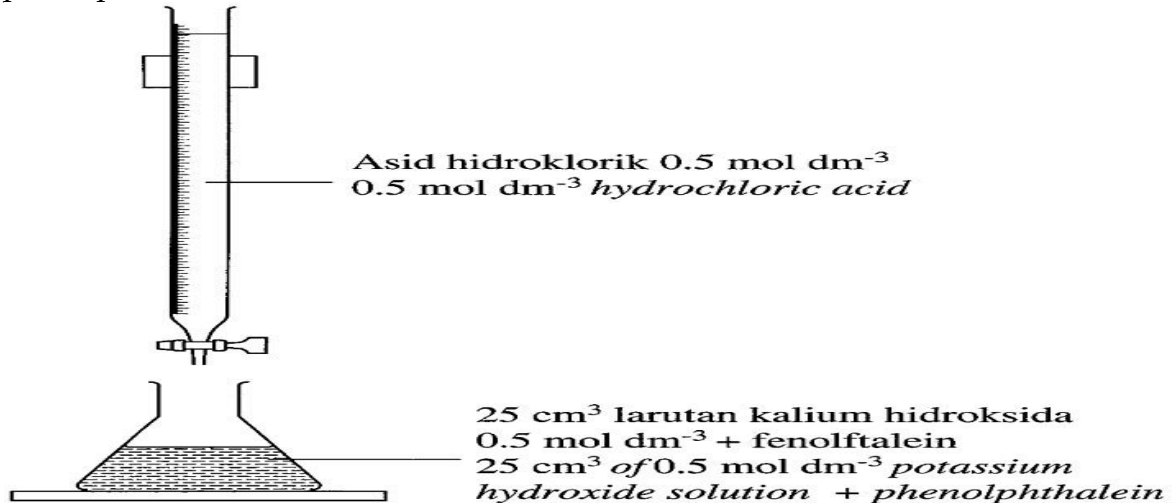 Asid hidroklorik 0.5 mol dm⁻³
0.5 mol dm⁻³ hydrochloric acid
25 cm³ larutan kalium hidroksida
0.5 mol dm⁻³ + fenolftalein
25 cm³ of 0.5 mol dm⁻³ potassium
hydroxide solution + phenolphthalein